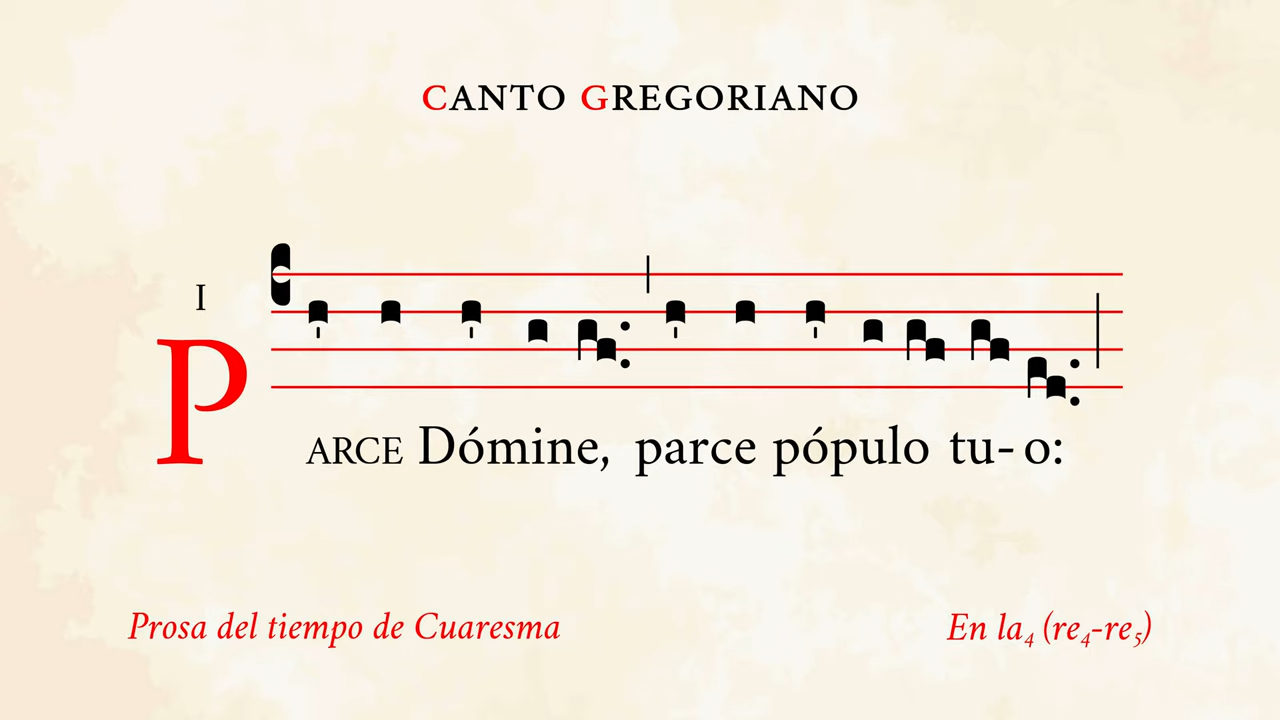 CANTO GREGORIANO
I
PARCE Dómine, parce pópulo tu-o:
Prosa del tiempo de Cuaresma
En la₄ (re₄-re₅)